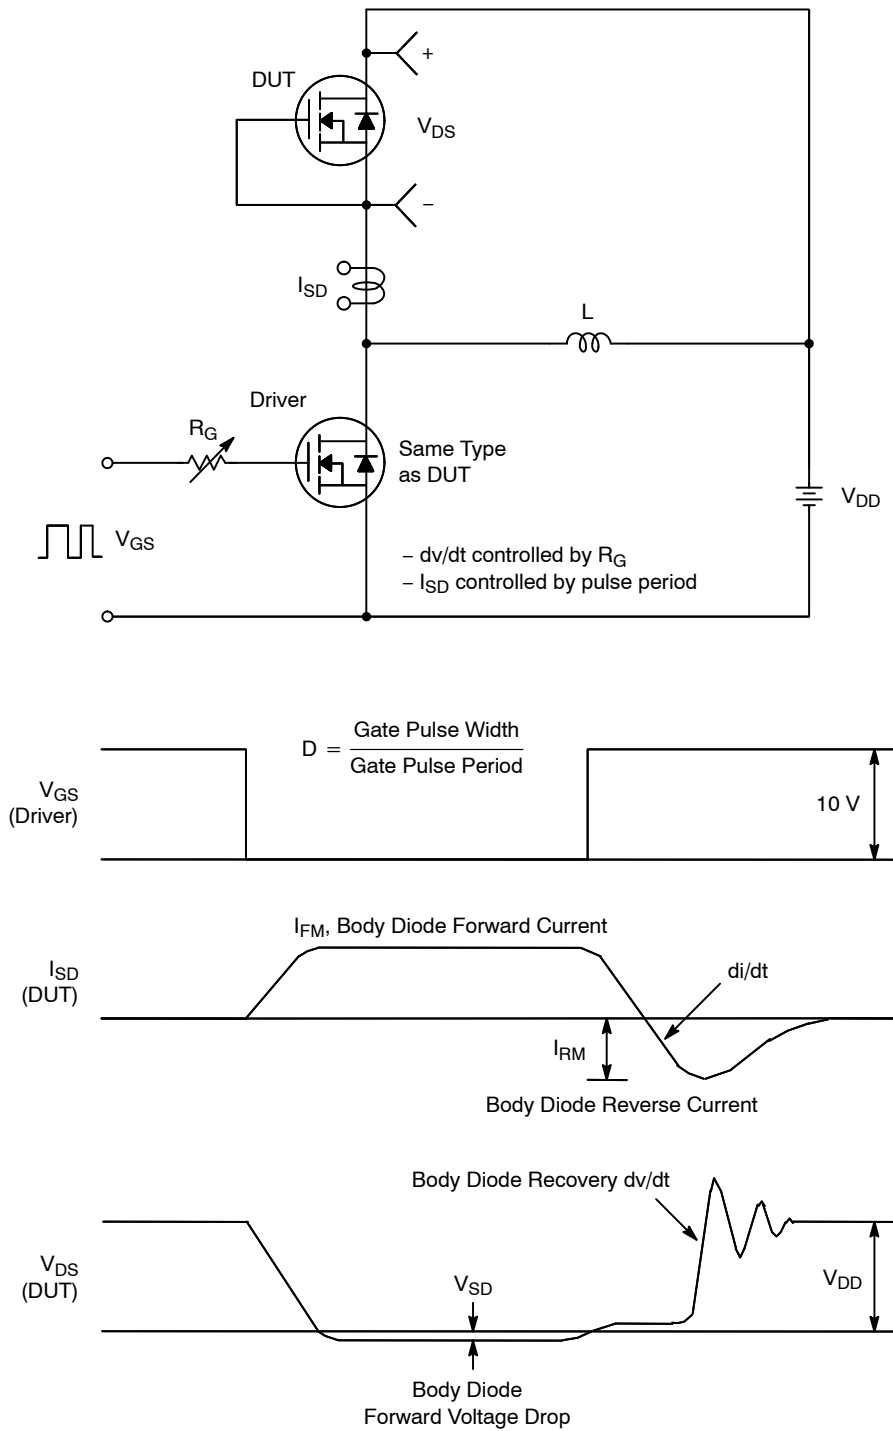 +
DUT
V_DS
−
I_SD
L
Driver
R_G
Same Type
as DUT
V_DD
V_GS
− dv/dt controlled by R_G
− I_SD controlled by pulse period
D = Gate Pulse Width
Gate Pulse Period
V_GS
(Driver)
10 V
I_FM, Body Diode Forward Current
I_SD
(DUT)
di/dt
I_RM
Body Diode Reverse Current
Body Diode Recovery dv/dt
V_DS
(DUT)
V_SD
V_DD
Body Diode
Forward Voltage Drop